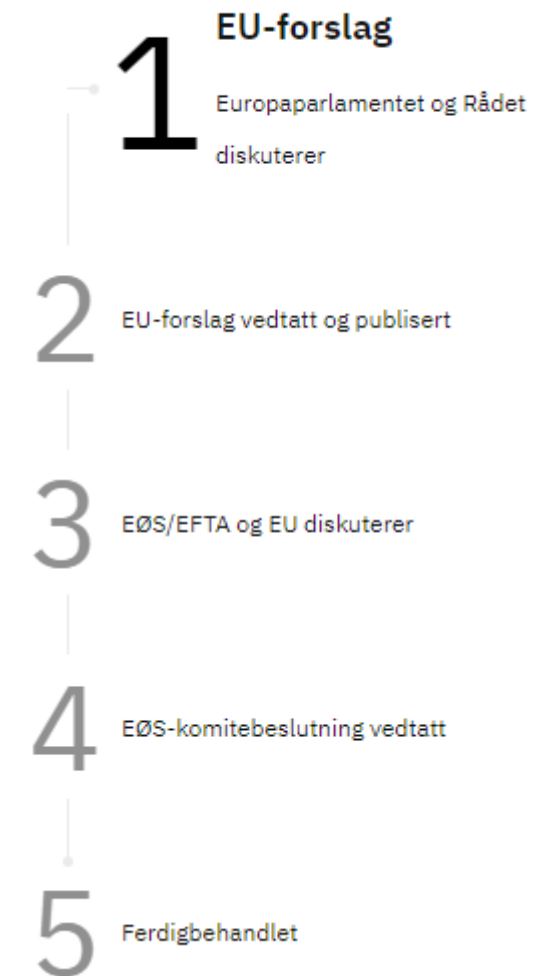 1
EU-forslag
Europaparlamentet og Rådet
diskuterer
2
EU-forslag vedtatt og publisert
3
EØS/EFTA og EU diskuterer
4
EØS-komitebeslutning vedtatt
5
Ferdigbehandlet